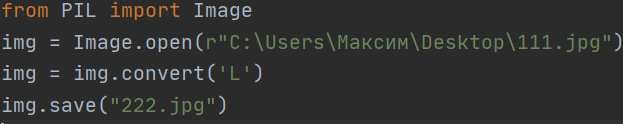 from PIL import Image
img = Image.open(r"C:\Users\Максим\Desktop\111.jpg")
img = img.convert('L')
img.save("222.jpg")